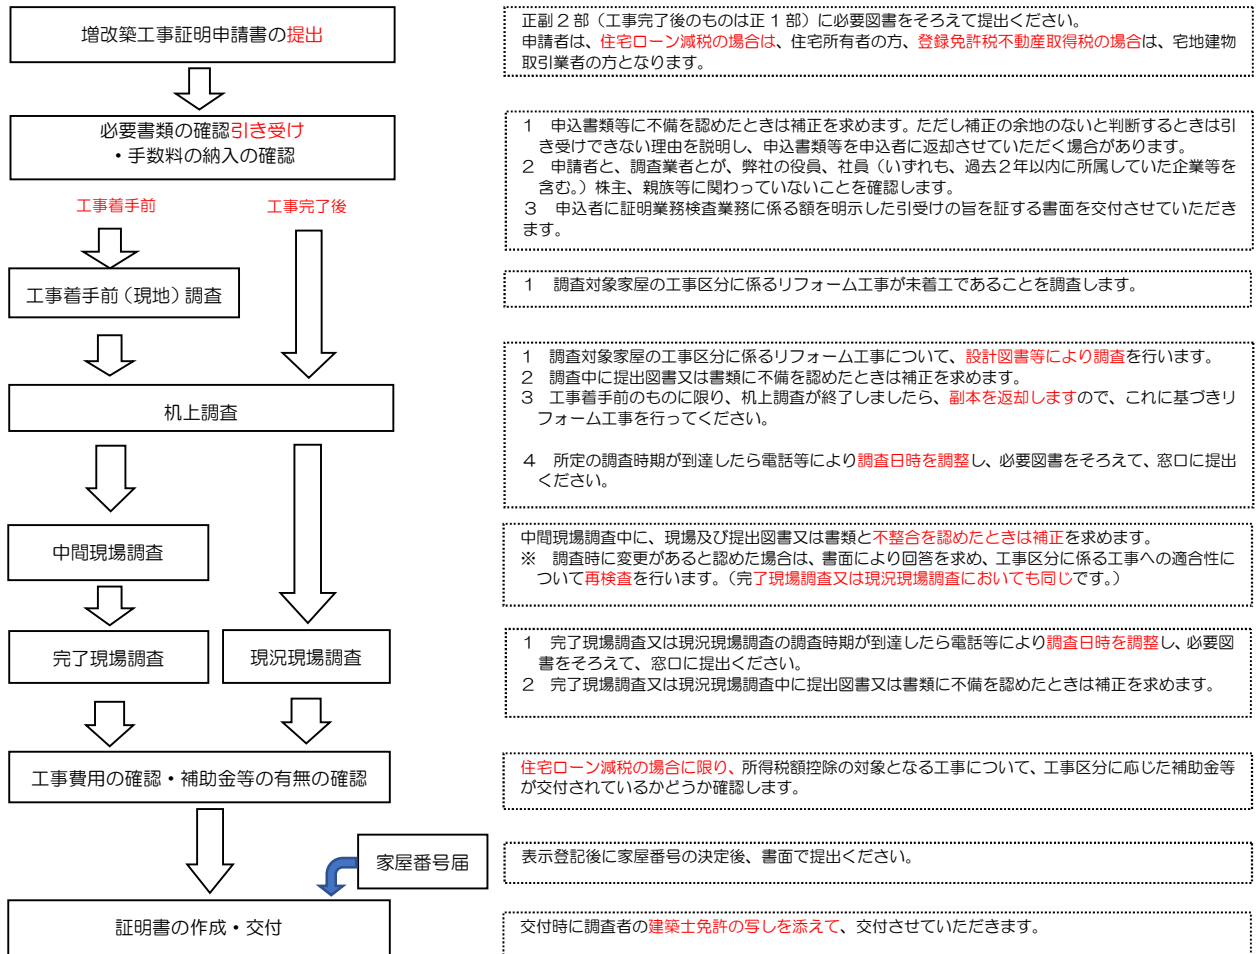 増改築工事証明申請書の提出
正副２部（工事完了後のものは正１部）に必要図書をそろえて提出ください。
申請者は、住宅ローン減税の場合は、住宅所有者の方、登録免許税不動産取得税の場合は、宅地建物
取引業者の方となります。
必要書類の確認引き受け
・手数料の納入の確認
１　申込書類等に不備を認めたときは補正を求めます。ただし補正の余地のないと判断するときは引
き受けできない理由を説明し、申込書類等を申込者に返却させていただく場合があります。
２　申請者と、調査業者とが、弊社の役員、社員（いずれも、過去２年以内に所属していた企業等を
含む。）株主、親族等に関わっていないことを確認します。
３　申込者に証明業務検査業務に係る額を明示した引受けの旨を証する書面を交付させていただき
ます。
工事着手前
工事完了後
工事着手前（現地）調査
１　調査対象家屋の工事区分に係るリフォーム工事が未着工であることを調査します。
机上調査
１　調査対象家屋の工事区分に係るリフォーム工事について、設計図書等により調査を行います。
２　調査中に提出図書又は書類に不備を認めたときは補正を求めます。
３　工事着手前のものに限り、机上調査が終了しましたら、副本を返却しますので、これに基づきリ
フォーム工事を行ってください。
４　所定の調査時期が到達したら電話等により調査日時を調整し、必要図書をそろえて、窓口に提出
ください。
中間現場調査
中間現場調査中に、現場及び提出図書又は書類と不整合を認めたときは補正を求めます。
※　調査時に変更があると認めた場合は、書面により回答を求め、工事区分に係る工事への適合性に
ついて再検査を行います。（完了現場調査又は現況現場調査においても同じです。）
完了現場調査
現況現場調査
１　完了現場調査又は現況現場調査の調査時期が到達したら電話等により調査日時を調整し、必要図
書をそろえて、窓口に提出ください。
２　完了現場調査又は現況現場調査中に提出図書又は書類に不備を認めたときは補正を求めます。
工事費用の確認・補助金等の有無の確認
住宅ローン減税の場合に限り、所得税額控除の対象となる工事について、工事区分に応じた補助金等
が交付されているかどうか確認します。
家屋番号届
表示登記後に家屋番号の決定後、書面で提出ください。
証明書の作成・交付
交付時に調査者の建築士免許の写しを添えて、交付させていただきます。